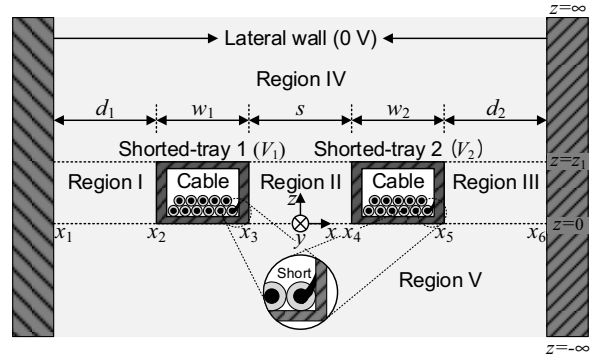 z=∞
Lateral wall (0 V)
Region IV
d₁ w₁ s w₂ d₂
Shorted-tray 1 (V₁) Shorted-tray 2 (V₂)
z=z₁
Region I Cable Region II Cable Region III
z
z=0
x₁ x₂ x₃ y x x₄ x₅ x₆
Short
Region V
z=-∞